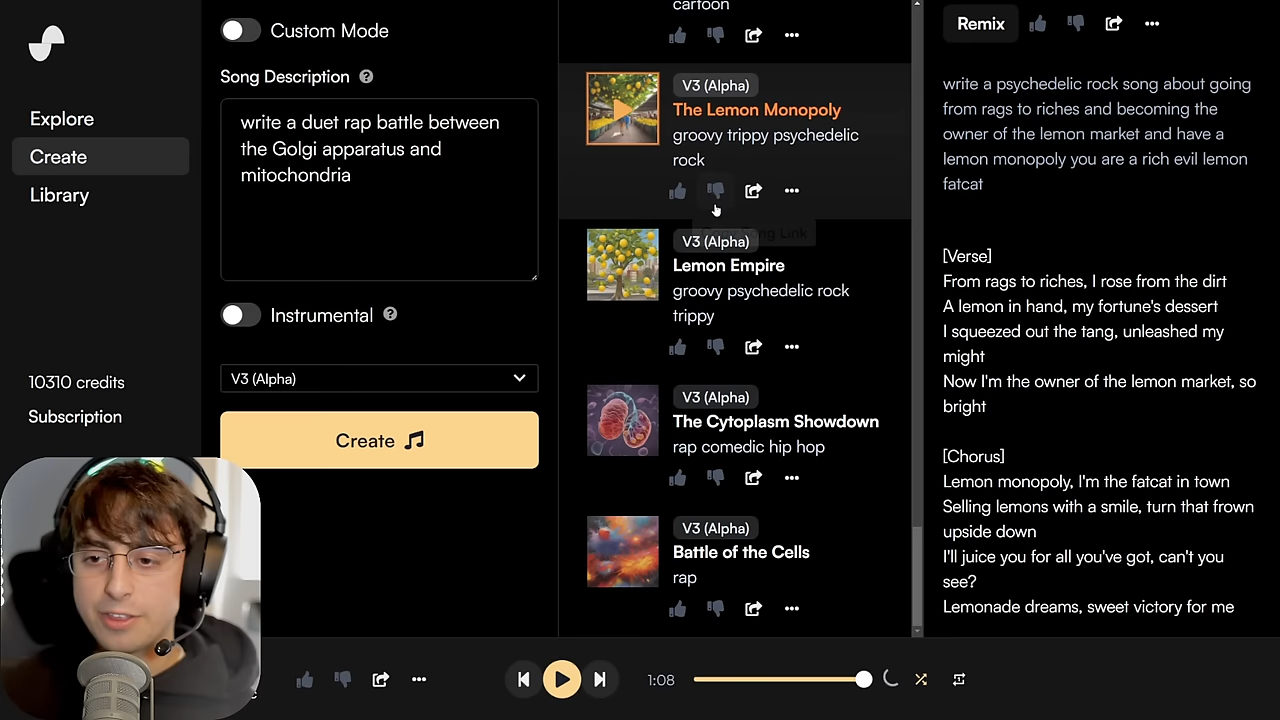 Explore
Create
Library
10310 credits
Subscription
Custom Mode
Song Description
write a duet rap battle between
the Golgi apparatus and
mitochondria
Instrumental
V3 (Alpha)
Create
cartoon
V3 (Alpha)
The Lemon Monopoly
groovy trippy psychedelic
rock
V3 (Alpha)
Lemon Empire
groovy psychedelic rock
trippy
V3 (Alpha)
The Cytoplasm Showdown
rap comedic hip hop
V3 (Alpha)
Battle of the Cells
rap
Remix
write a psychedelic rock song about going
from rags to riches and becoming the
owner of the lemon market and have a
lemon monopoly you are a rich evil lemon
fatcat
[Verse]
From rags to riches, I rose from the dirt
A lemon in hand, my fortune's dessert
I squeezed out the tang, unleashed my
might
Now I'm the owner of the lemon market, so
bright
[Chorus]
Lemon monopoly, I'm the fatcat in town
Selling lemons with a smile, turn that frown
upside down
I'll juice you for all you've got, can't you
see?
Lemonade dreams, sweet victory for me
1:08